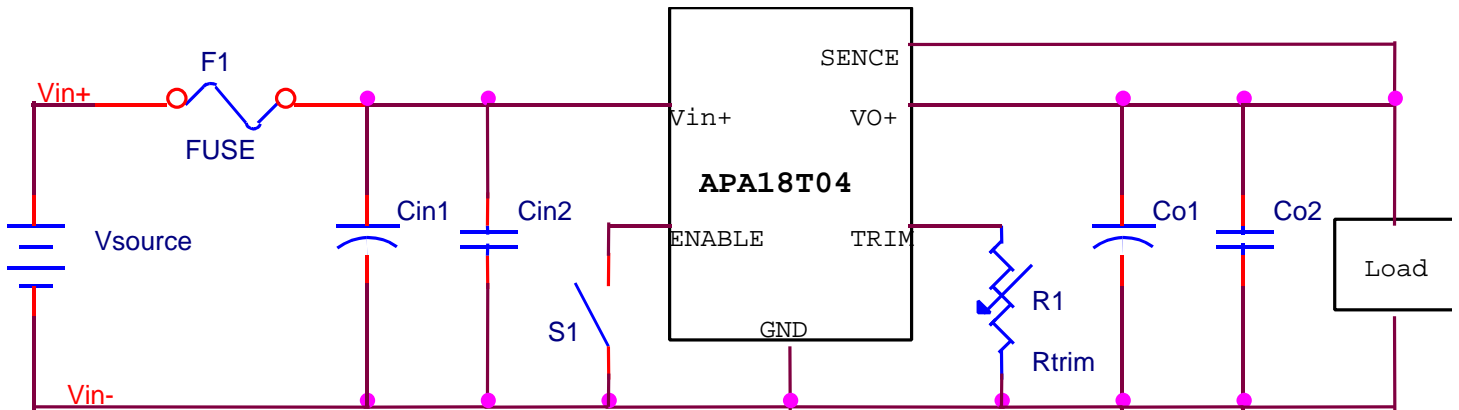 F1
Vin+
FUSE
SENCE
Vin+
VO+
APA18T04
Cin1
Cin2
Co1
Co2
Vsource
ENABLE
TRIM
Load
S1
GND
R1
Rtrim
Vin-